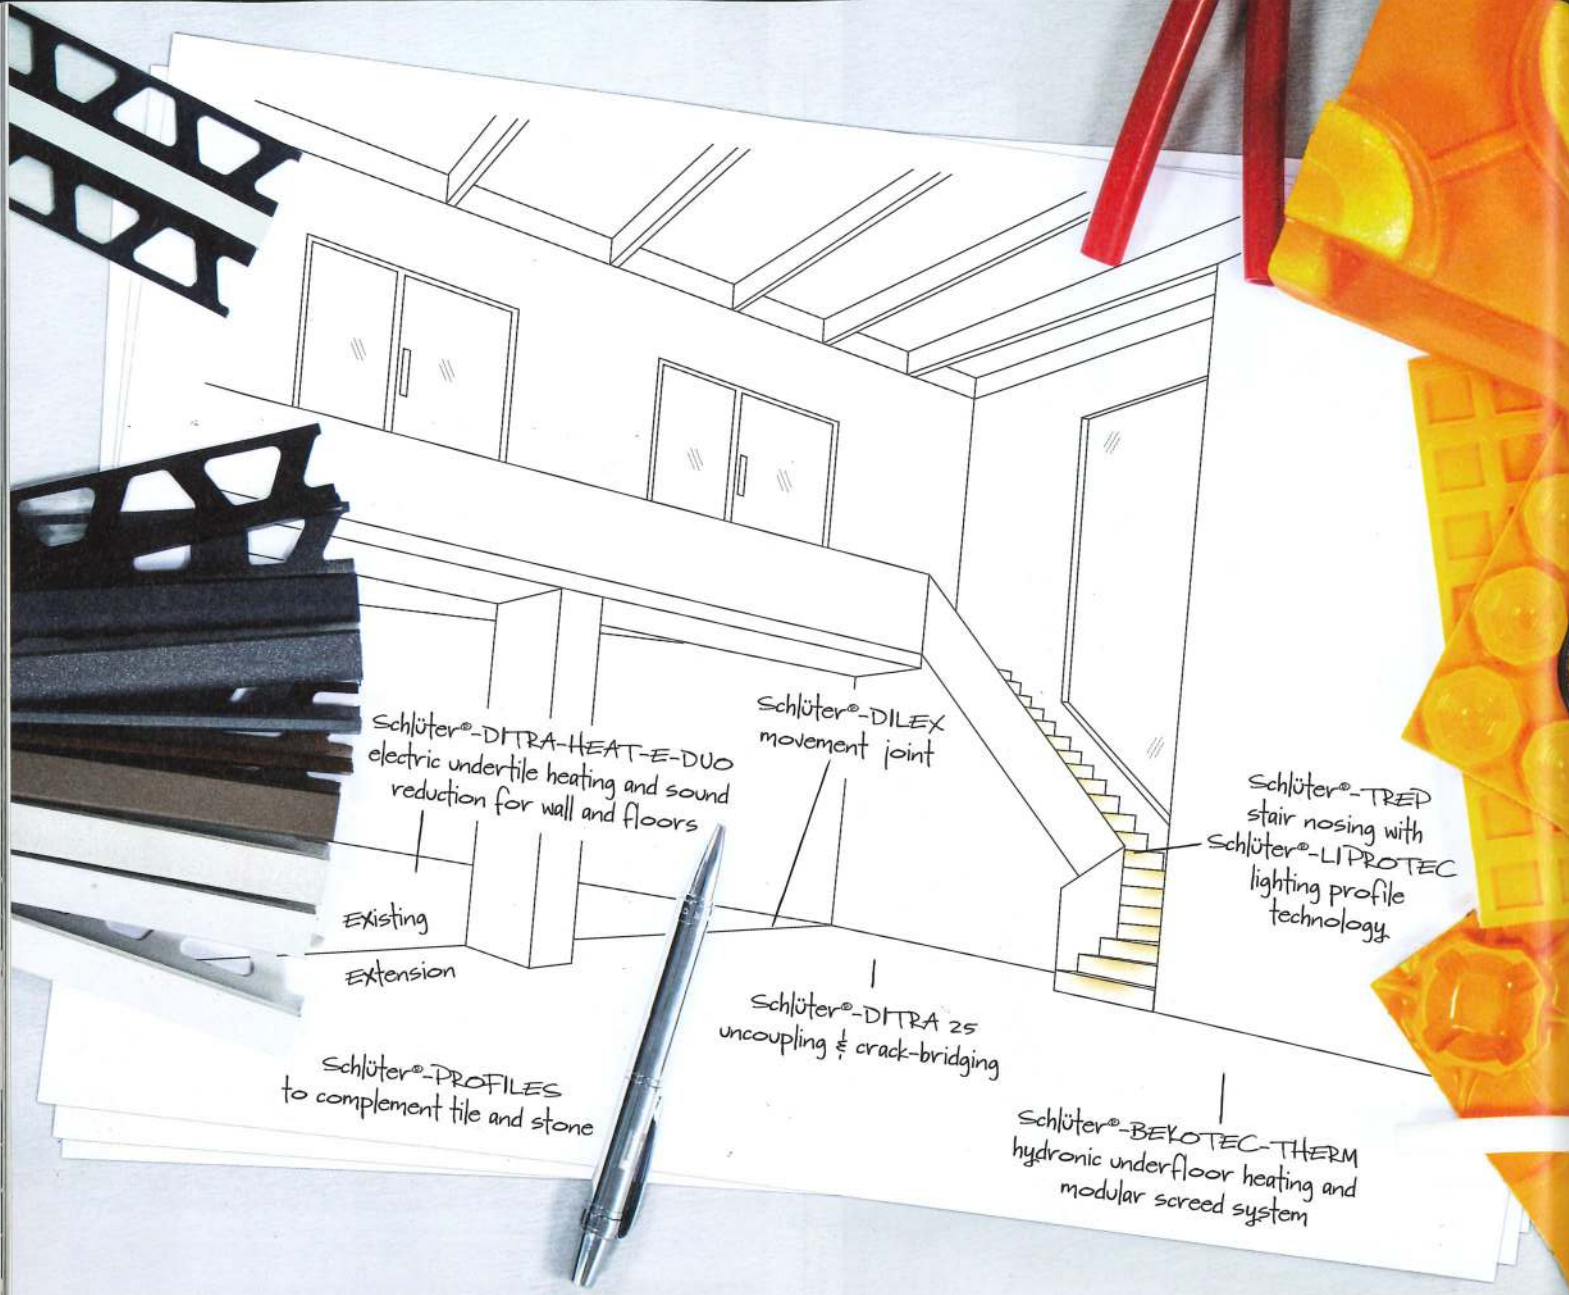 Schlüter®-DITRA-HEAT-E-DUO
electric undertile heating and sound
reduction for wall and floors
Schlüter®-DILEX
movement joint
Schlüter®-TREP
stair nosing with
Schlüter®-LIPROTEC
lighting profile
technology
Existing
Extension
Schlüter®-DITRA 25
uncoupling & crack-bridging
Schlüter®-PROFILES
to complement tile and stone
Schlüter®-BEKOTEC-THERM
hydronic underfloor heating and
modular screed system